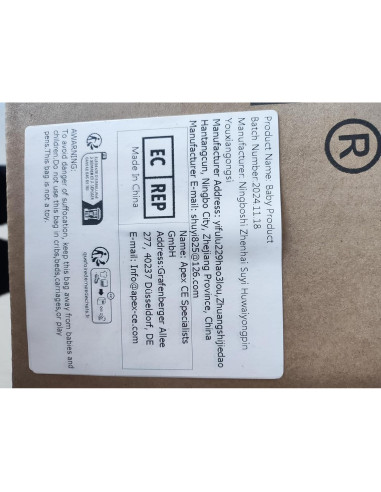 ®
Product Name: Baby Product
Batch Number:2024.11.18
Manufacturer: Ningboshi Zhenhai Suyi Huwaiyongpin
Youxiangongsi
Manufacturer Address: yifulu229hao3lou,Zhuangshijiedao
Hantangcun, Ningbo City, Zhejiang Province, China
Manufacturer E-mail: shuyi825@126.com
EC REP
Made In China
Name: Apex CE Specialists
GmbH
Address:Grafenberger Allee
277, 40237 Düsseldorf, DE
E-mail: Info@apex-ce.com
AWARNING:
To avoid danger of suffocation, keep this bag away from babies and
children.Do not use this bag in cribs,beds,carriages,or play
pens.This bag is not a toy.